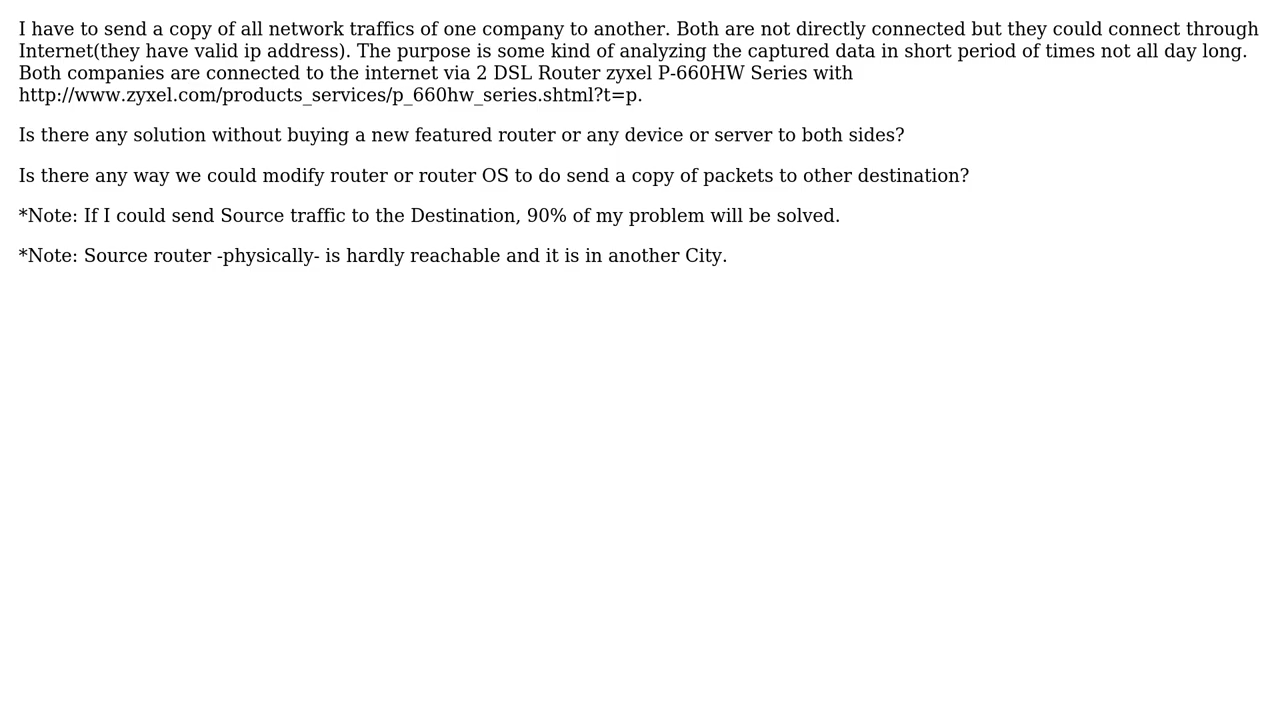 I have to send a copy of all network traffics of one company to another. Both are not directly connected but they could connect through
Internet(they have valid ip address). The purpose is some kind of analyzing the captured data in short period of times not all day long.
Both companies are connected to the internet via 2 DSL Router zyxel P-660HW Series with
http://www.zyxel.com/products_services/p_660hw_series.shtml?t=p.
Is there any solution without buying a new featured router or any device or server to both sides?
Is there any way we could modify router or router OS to do send a copy of packets to other destination?
*Note: If I could send Source traffic to the Destination, 90% of my problem will be solved.
*Note: Source router -physically- is hardly reachable and it is in another City.